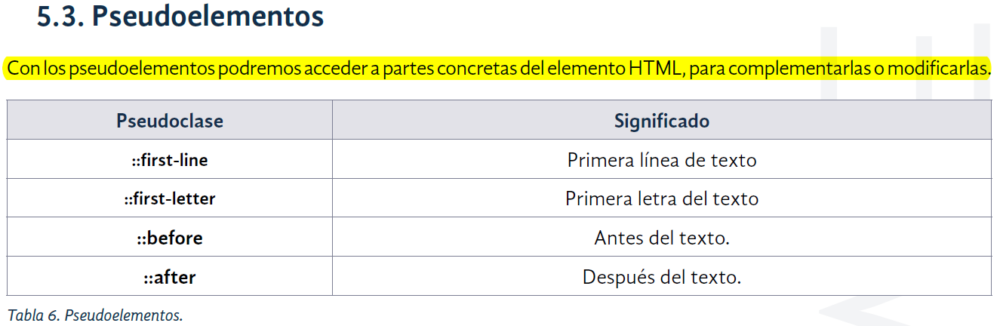 5.3. Pseudoelementos
Con los pseudoelementos podremos acceder a partes concretas del elemento HTML, para complementarlas o modificarlas.
Pseudoclase Significado
::first-line Primera línea de texto
::first-letter Primera letra del texto
::before Antes del texto.
::after Después del texto.
Tabla 6. Pseudoelementos.